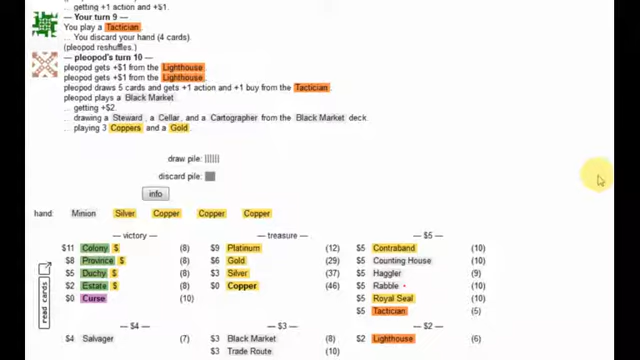 ... getting +1 action and +$1.
— Your turn 9 —
You play a Tactician.
... You discard your hand (4 cards).
(pleopod reshuffles.)
— pleopod's turn 10 —
pleopod gets +$1 from the Lighthouse.
pleopod gets +$1 from the Lighthouse.
pleopod draws 5 cards and gets +1 action and +1 buy from the Tactician.
pleopod plays a Black Market.
... getting +$2.
... drawing a Steward, a Cellar, and a Cartographer from the Black Market deck.
... playing 3 Coppers and a Gold.
draw pile:
discard pile:
info
hand: Minion Silver Copper Copper Copper
— victory — — treasure — — $5 —
$11 Colony $ (8) $9 Platinum (12) $5 Contraband (10)
$8 Province $ (8) $6 Gold (29) $5 Counting House (10)
$5 Duchy $ (8) $3 Silver (37) $5 Haggler (9)
$2 Estate $ (8) $0 Copper (46) $5 Rabble (10)
$0 Curse (10) $5 Royal Seal (10)
$5 Tactician (5)
read cards
— $4 — — $3 — — $2 —
$4 Salvager (7) $3 Black Market (8) $2 Lighthouse (6)
$3 Trade Route (10)